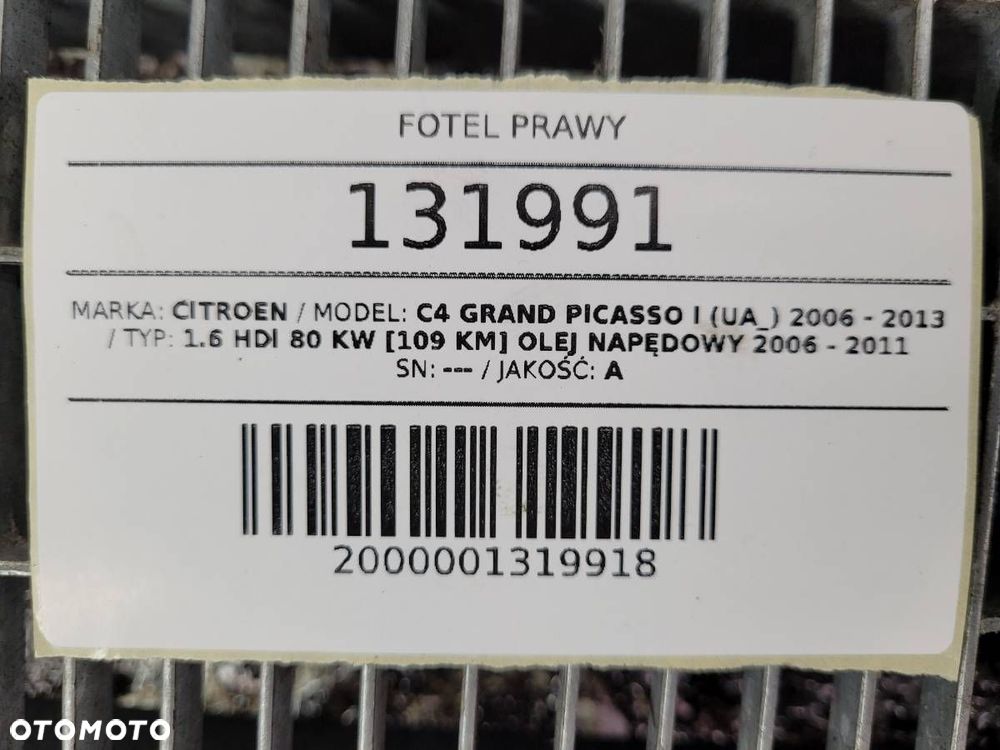 FOTEL PRAWY
131991
MARKA: CITROEN / MODEL: C4 GRAND PICASSO I (UA_) 2006 - 2013
/ TYP: 1.6 HDI 80 KW [109 KM] OLEJ NAPĘDOWY 2006 - 2011
SN: --- / JAKOŚĆ: A
2000001319918
OTOMOTO